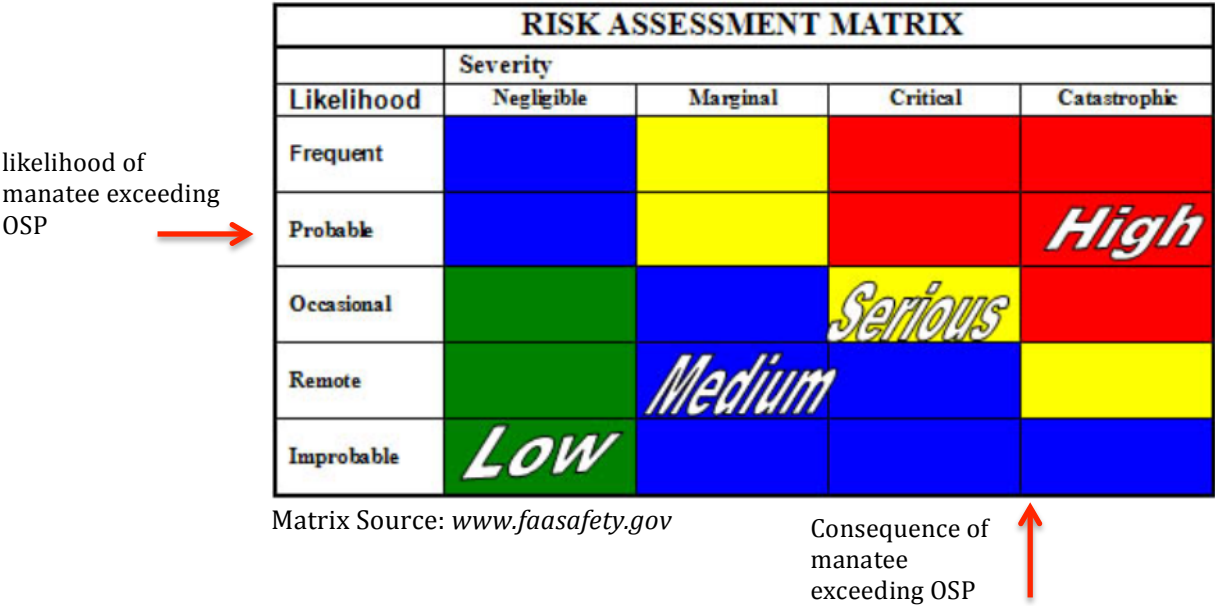 RISK ASSESSMENT MATRIX
Severity
Likelihood Negligible Marginal Critical Catastrophic
Frequent
likelihood of
manatee exceeding
OSP
Probable High
Occasional Serious
Remote Medium
Improbable Low
Matrix Source: www.faasafety.gov
Consequence of
manatee
exceeding OSP